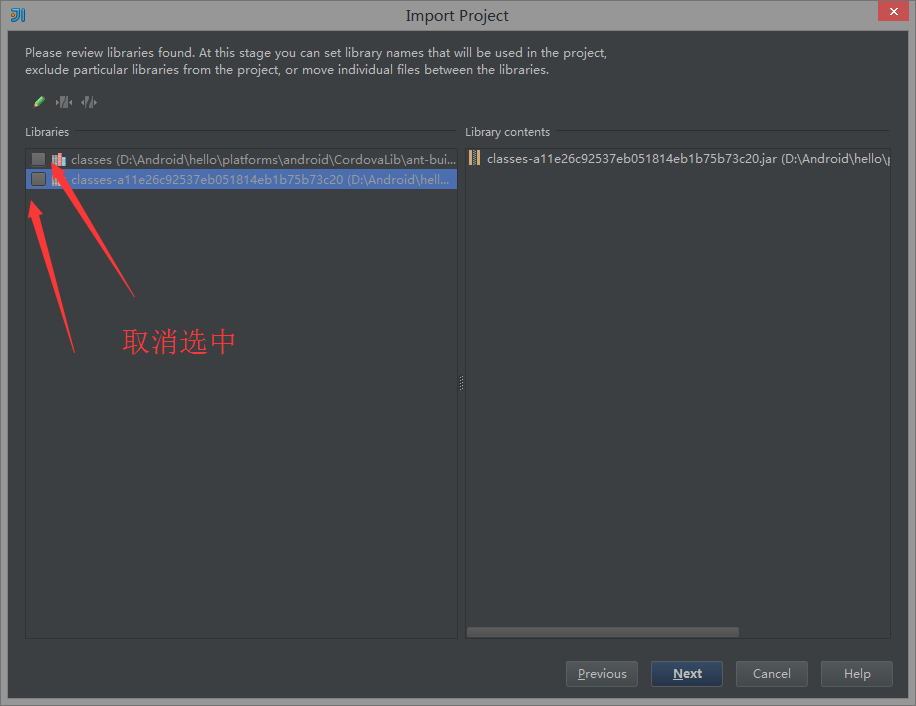 Import Project
Please review libraries found. At this stage you can set library names that will be used in the project,
exclude particular libraries from the project, or move individual files between the libraries.
Libraries
Library contents
classes (D:\Android\hello\platforms\android\CordovaLib\ant-bui...
classes-a11e26c92537eb051814eb1b75b73c20 (D:\Android\hell...
classes-a11e26c92537eb051814eb1b75b73c20.jar (D:\Android\hello\p
取消选中
Previous
Next
Cancel
Help